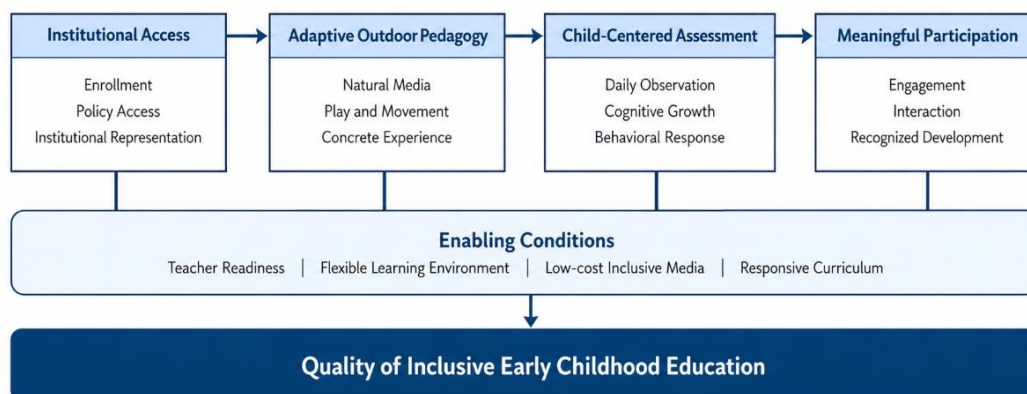 Institutional Access
Enrollment
Policy Access
Institutional Representation
Adaptive Outdoor Pedagogy
Natural Media
Play and Movement
Concrete Experience
Child-Centered Assessment
Daily Observation
Cognitive Growth
Behavioral Response
Meaningful Participation
Engagement
Interaction
Recognized Development
Enabling Conditions
Teacher Readiness | Flexible Learning Environment | Low-cost Inclusive Media | Responsive Curriculum
Quality of Inclusive Early Childhood Education